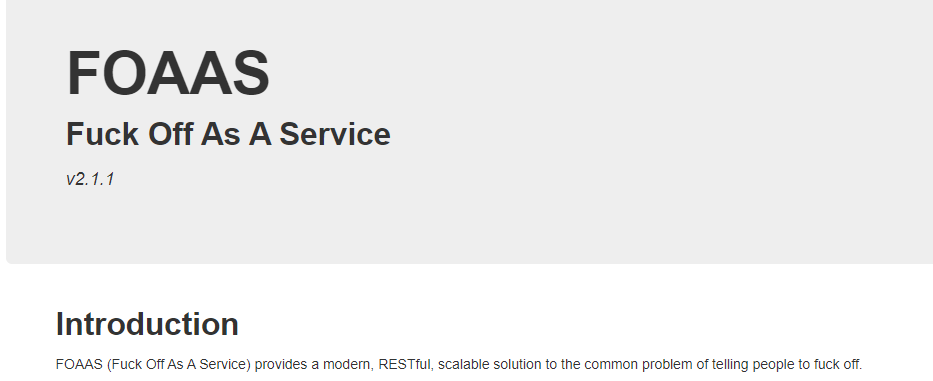 FOAAS
Fuck Off As A Service
v2.1.1
Introduction
FOAAS (Fuck Off As A Service) provides a modern, RESTful, scalable solution to the common problem of telling people to fuck off.